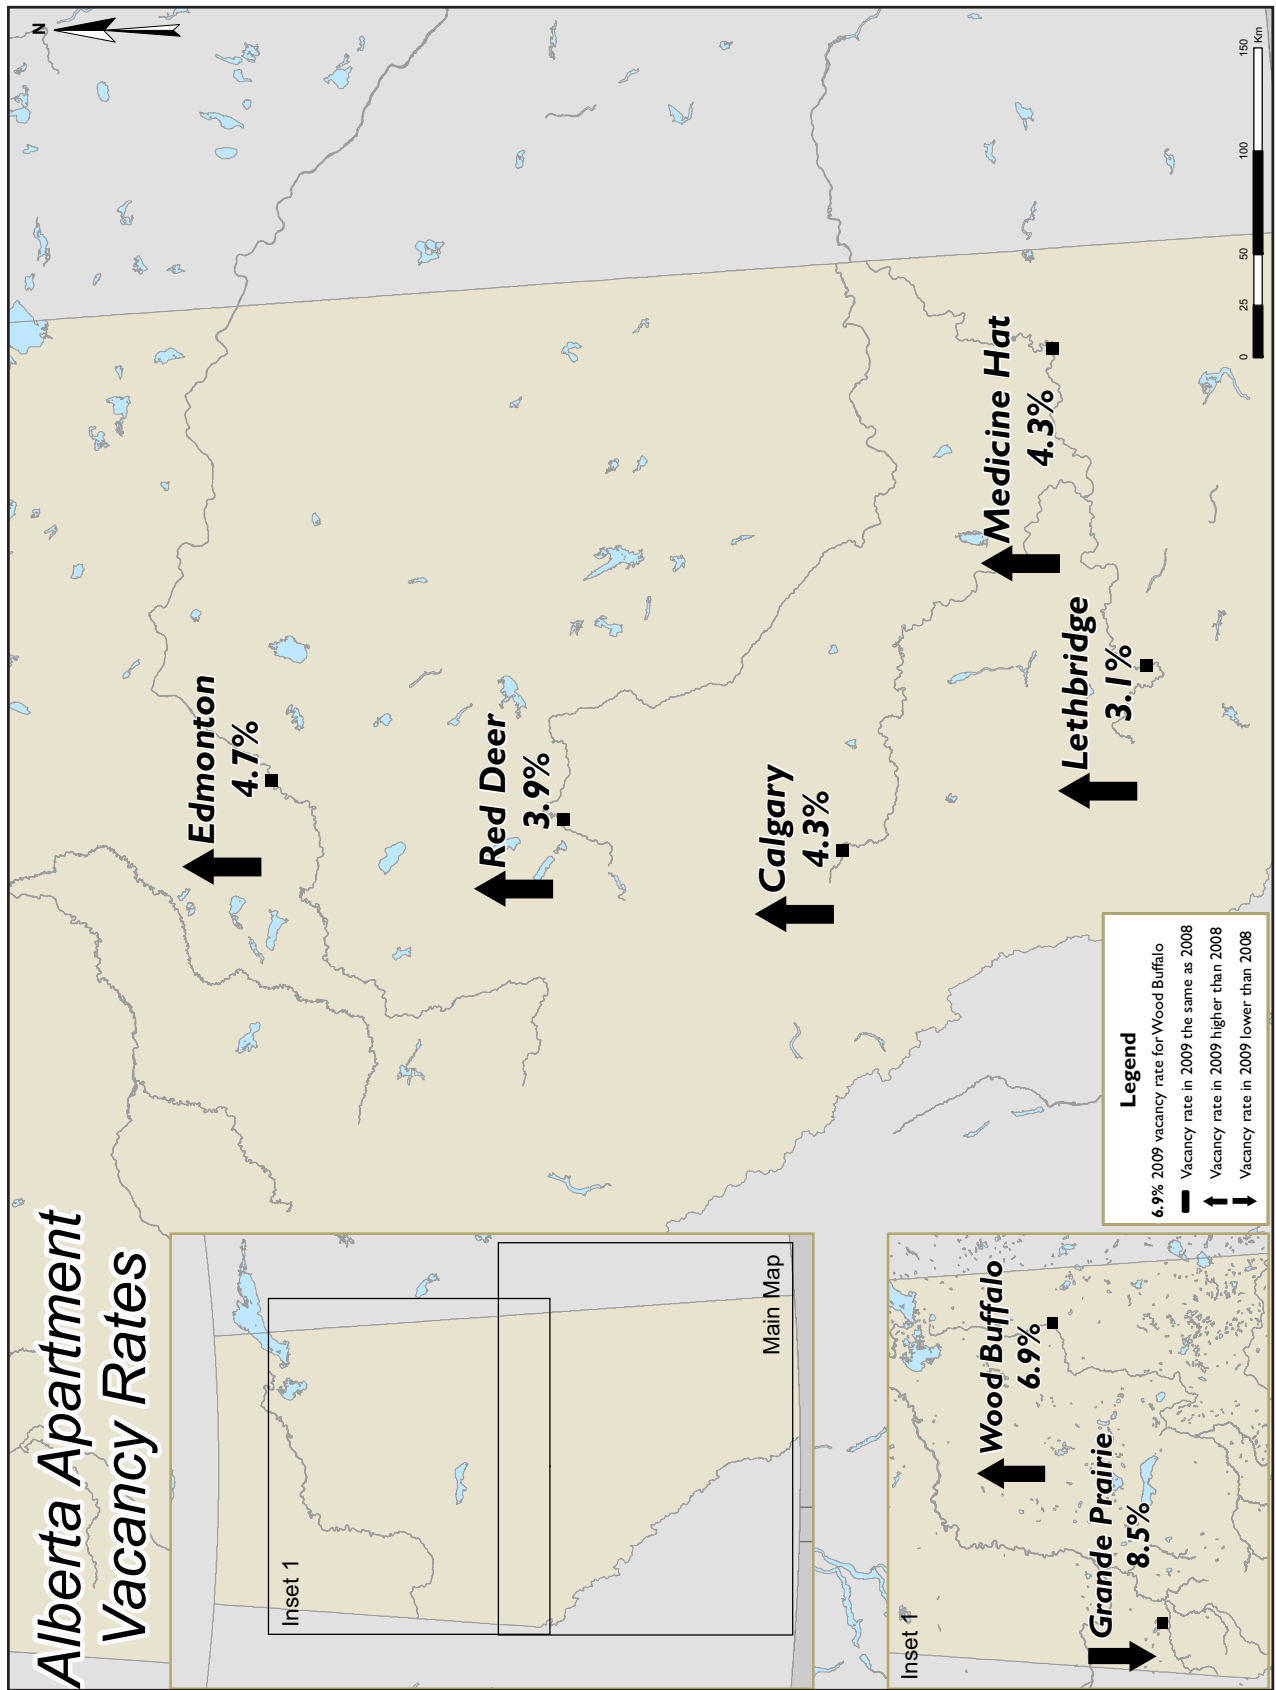 Alberta Apartment
Vacancy Rates
N
Edmonton
4.7%
Red Deer
3.9%
Calgary
4.3%
Medicine Hat
4.3%
Lethbridge
3.1%
Inset 1
Main Map
Inset 1
Wood Buffalo
6.9%
Grande Prairie
8.5%
Legend
6.9% 2009 vacancy rate for Wood Buffalo
Vacancy rate in 2009 the same as 2008
Vacancy rate in 2009 higher than 2008
Vacancy rate in 2009 lower than 2008
0 25 50 100 150
Km